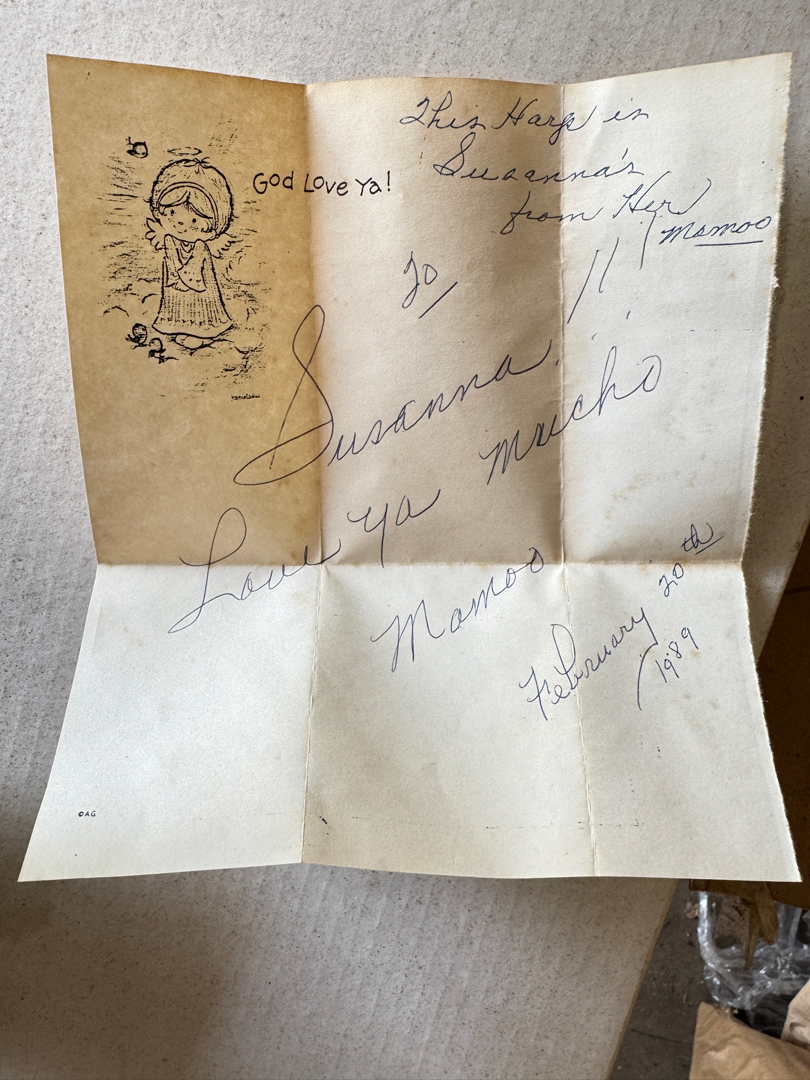 This Harp is
Susanna's
from Her
Mamoo
God Love Ya!
To
Susanna!!!
Love Ya Mucho
Mamoo
February 20th
1989
©AG